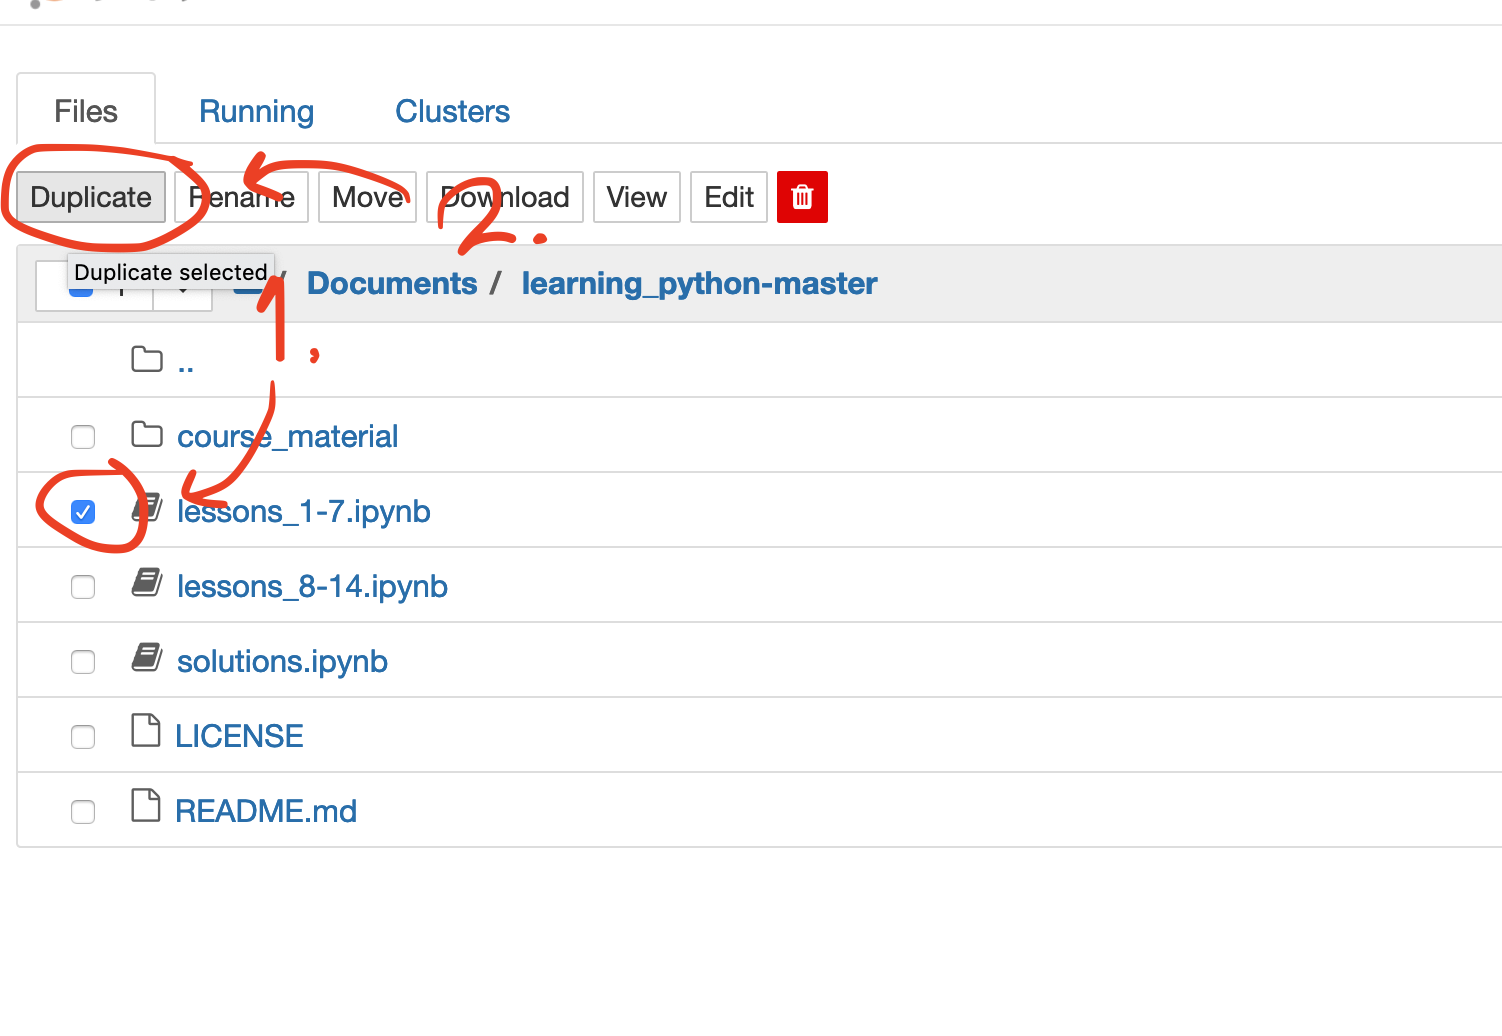 Files Running Clusters
Duplicate Rename Move Download View Edit
2.
Duplicate selected / Documents / learning_python-master
1.
..
course_material
lessons_1-7.ipynb
lessons_8-14.ipynb
solutions.ipynb
LICENSE
README.md